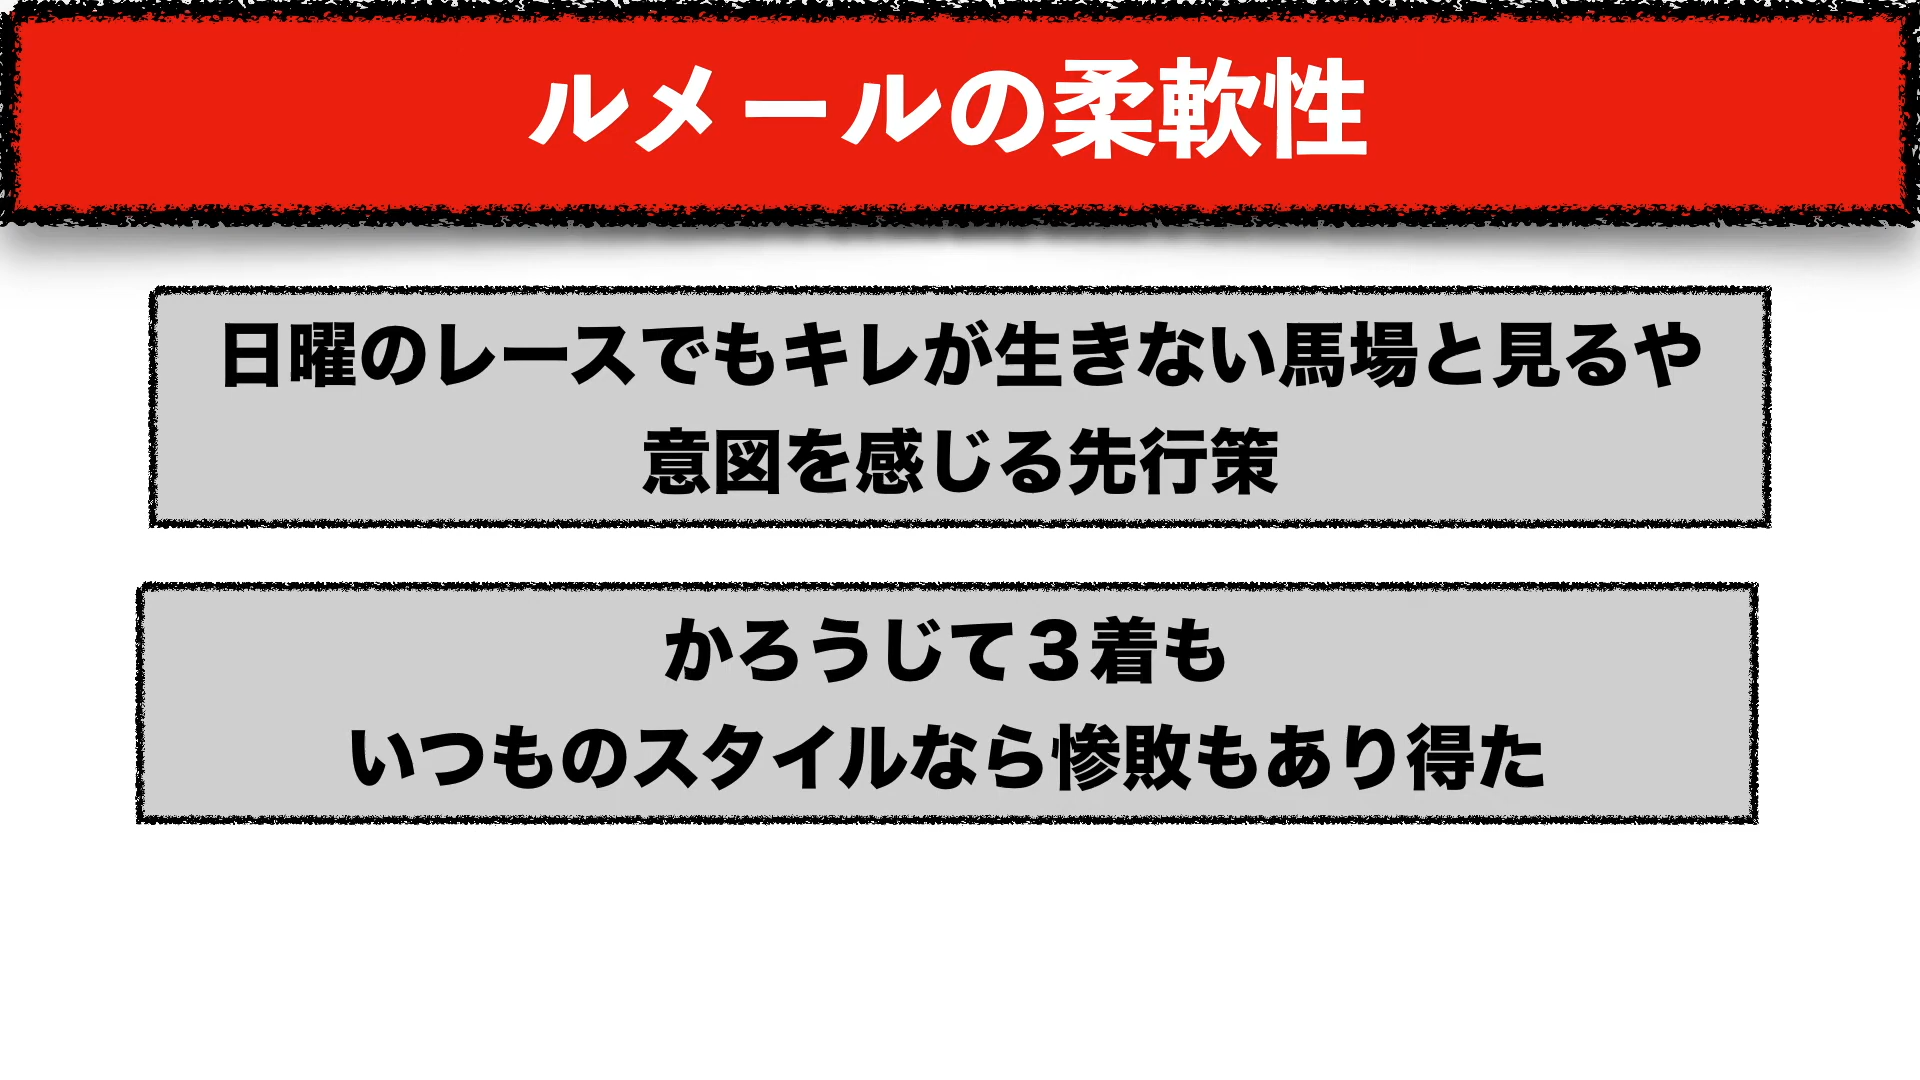 ルメールの柔軟性
日曜のレースでもキレが生きない馬場と見るや
意図を感じる先行策
かろうじて３着も
いつものスタイルなら惨敗もあり得た